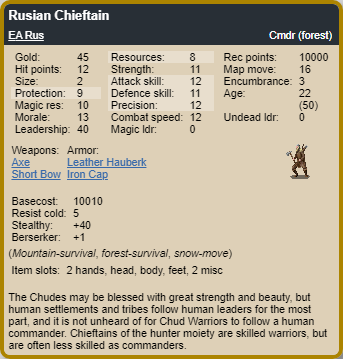 Rusian Chieftain
EA Rus Cmdr (forest)
Gold: 45 Resources: 8 Rec points: 10000
Hit points: 12 Strength: 11 Map move: 16
Size: 2 Attack skill: 12 Encumbrance: 3
Protection: 9 Defence skill: 11 Age: 22
Magic res: 10 Precision: 12 (50)
Morale: 13 Combat speed: 12 Undead ldr: 0
Leadership: 40 Magic ldr: 0
Weapons: Armor:
Axe Leather Hauberk
Short Bow Iron Cap
Basecost: 10010
Resist cold: 5
Stealthy: +40
Berserker: +1
(Mountain-survival, forest-survival, snow-move)
Item slots: 2 hands, head, body, feet, 2 misc
The Chudes may be blessed with great strength and beauty, but
human settlements and tribes follow human leaders for the most
part, and it is not unheard of for Chud Warriors to follow a human
commander. Chieftains of the hunter moiety are skilled warriors, but
are often less skilled as commanders.